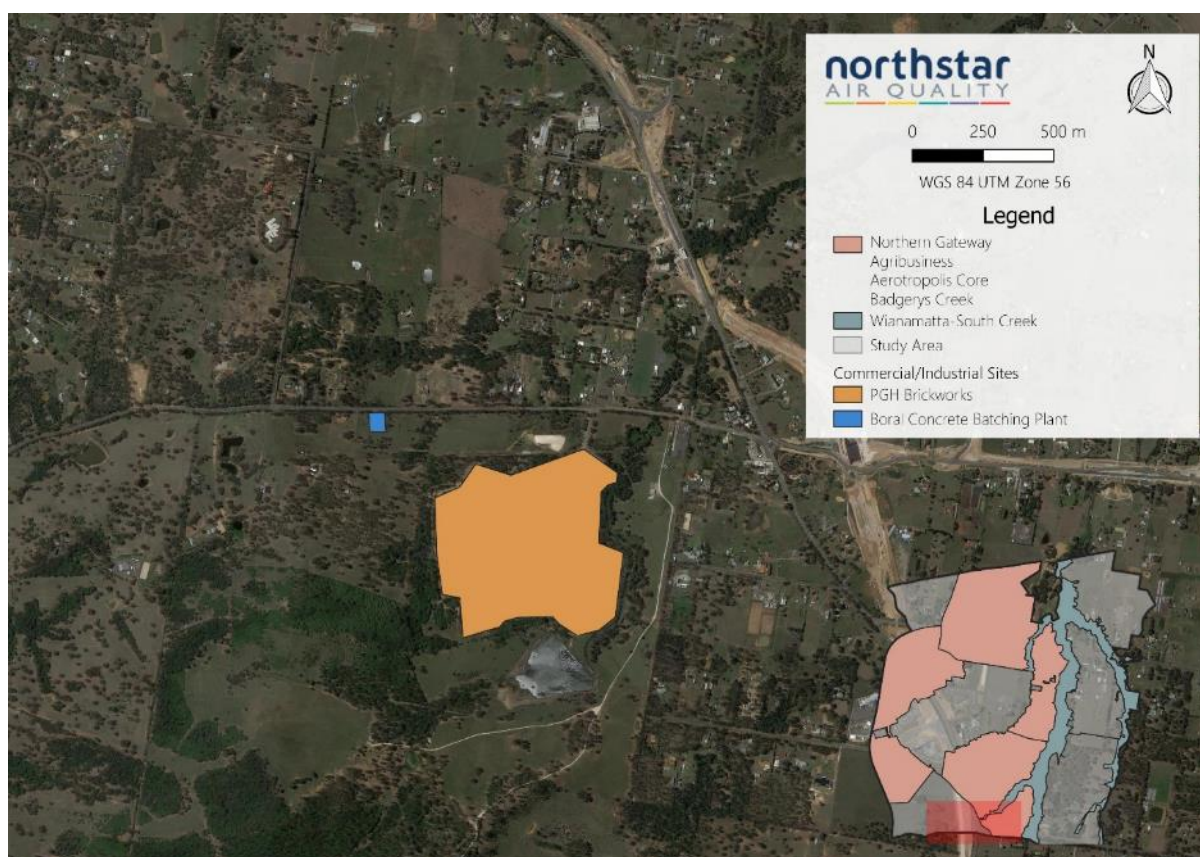 northstar
AIR QUALITY
N
0 250 500 m
WGS 84 UTM Zone 56
Legend
Northern Gateway
Agribusiness
Aerotropolis Core
Badgerys Creek
Wianamatta-South Creek
Study Area
Commercial/Industrial Sites
PGH Brickworks
Boral Concrete Batching Plant